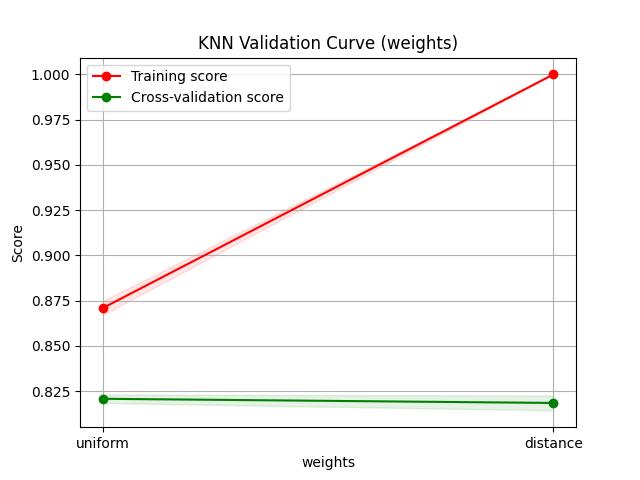 KNN Validation Curve (weights)
Training score
Cross-validation score
1.000
0.975
0.950
0.925
0.900
0.875
0.850
0.825
Score
uniform
distance
weights